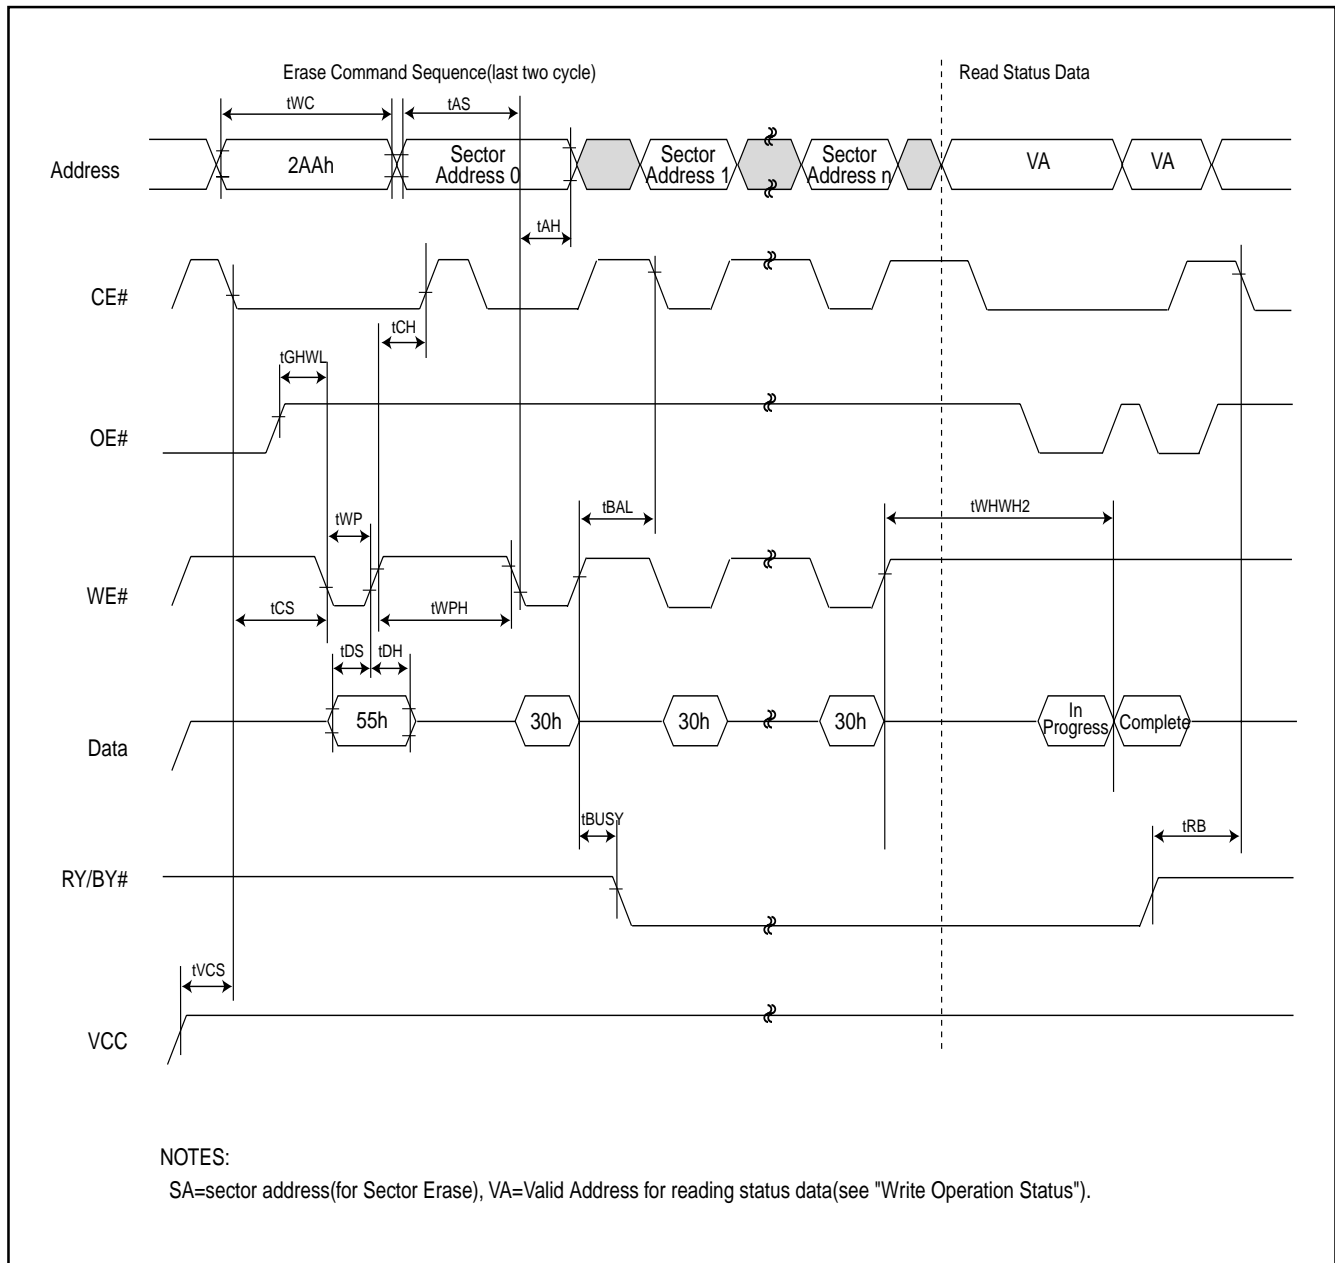 Erase Command Sequence(last two cycle)
Read Status Data
tWC
tAS
Address
2AAh
Sector
Address 0
Sector
Address 1
Sector
Address n
VA
VA
tAH
CE#
tCH
tGHWL
OE#
tWP
tBAL
tWHWH2
WE#
tCS
tWPH
tDS
tDH
Data
55h
30h
30h
30h
In
Progress
Complete
tBUSY
tRB
RY/BY#
tVCS
VCC
NOTES:
SA=sector address(for Sector Erase), VA=Valid Address for reading status data(see "Write Operation Status").